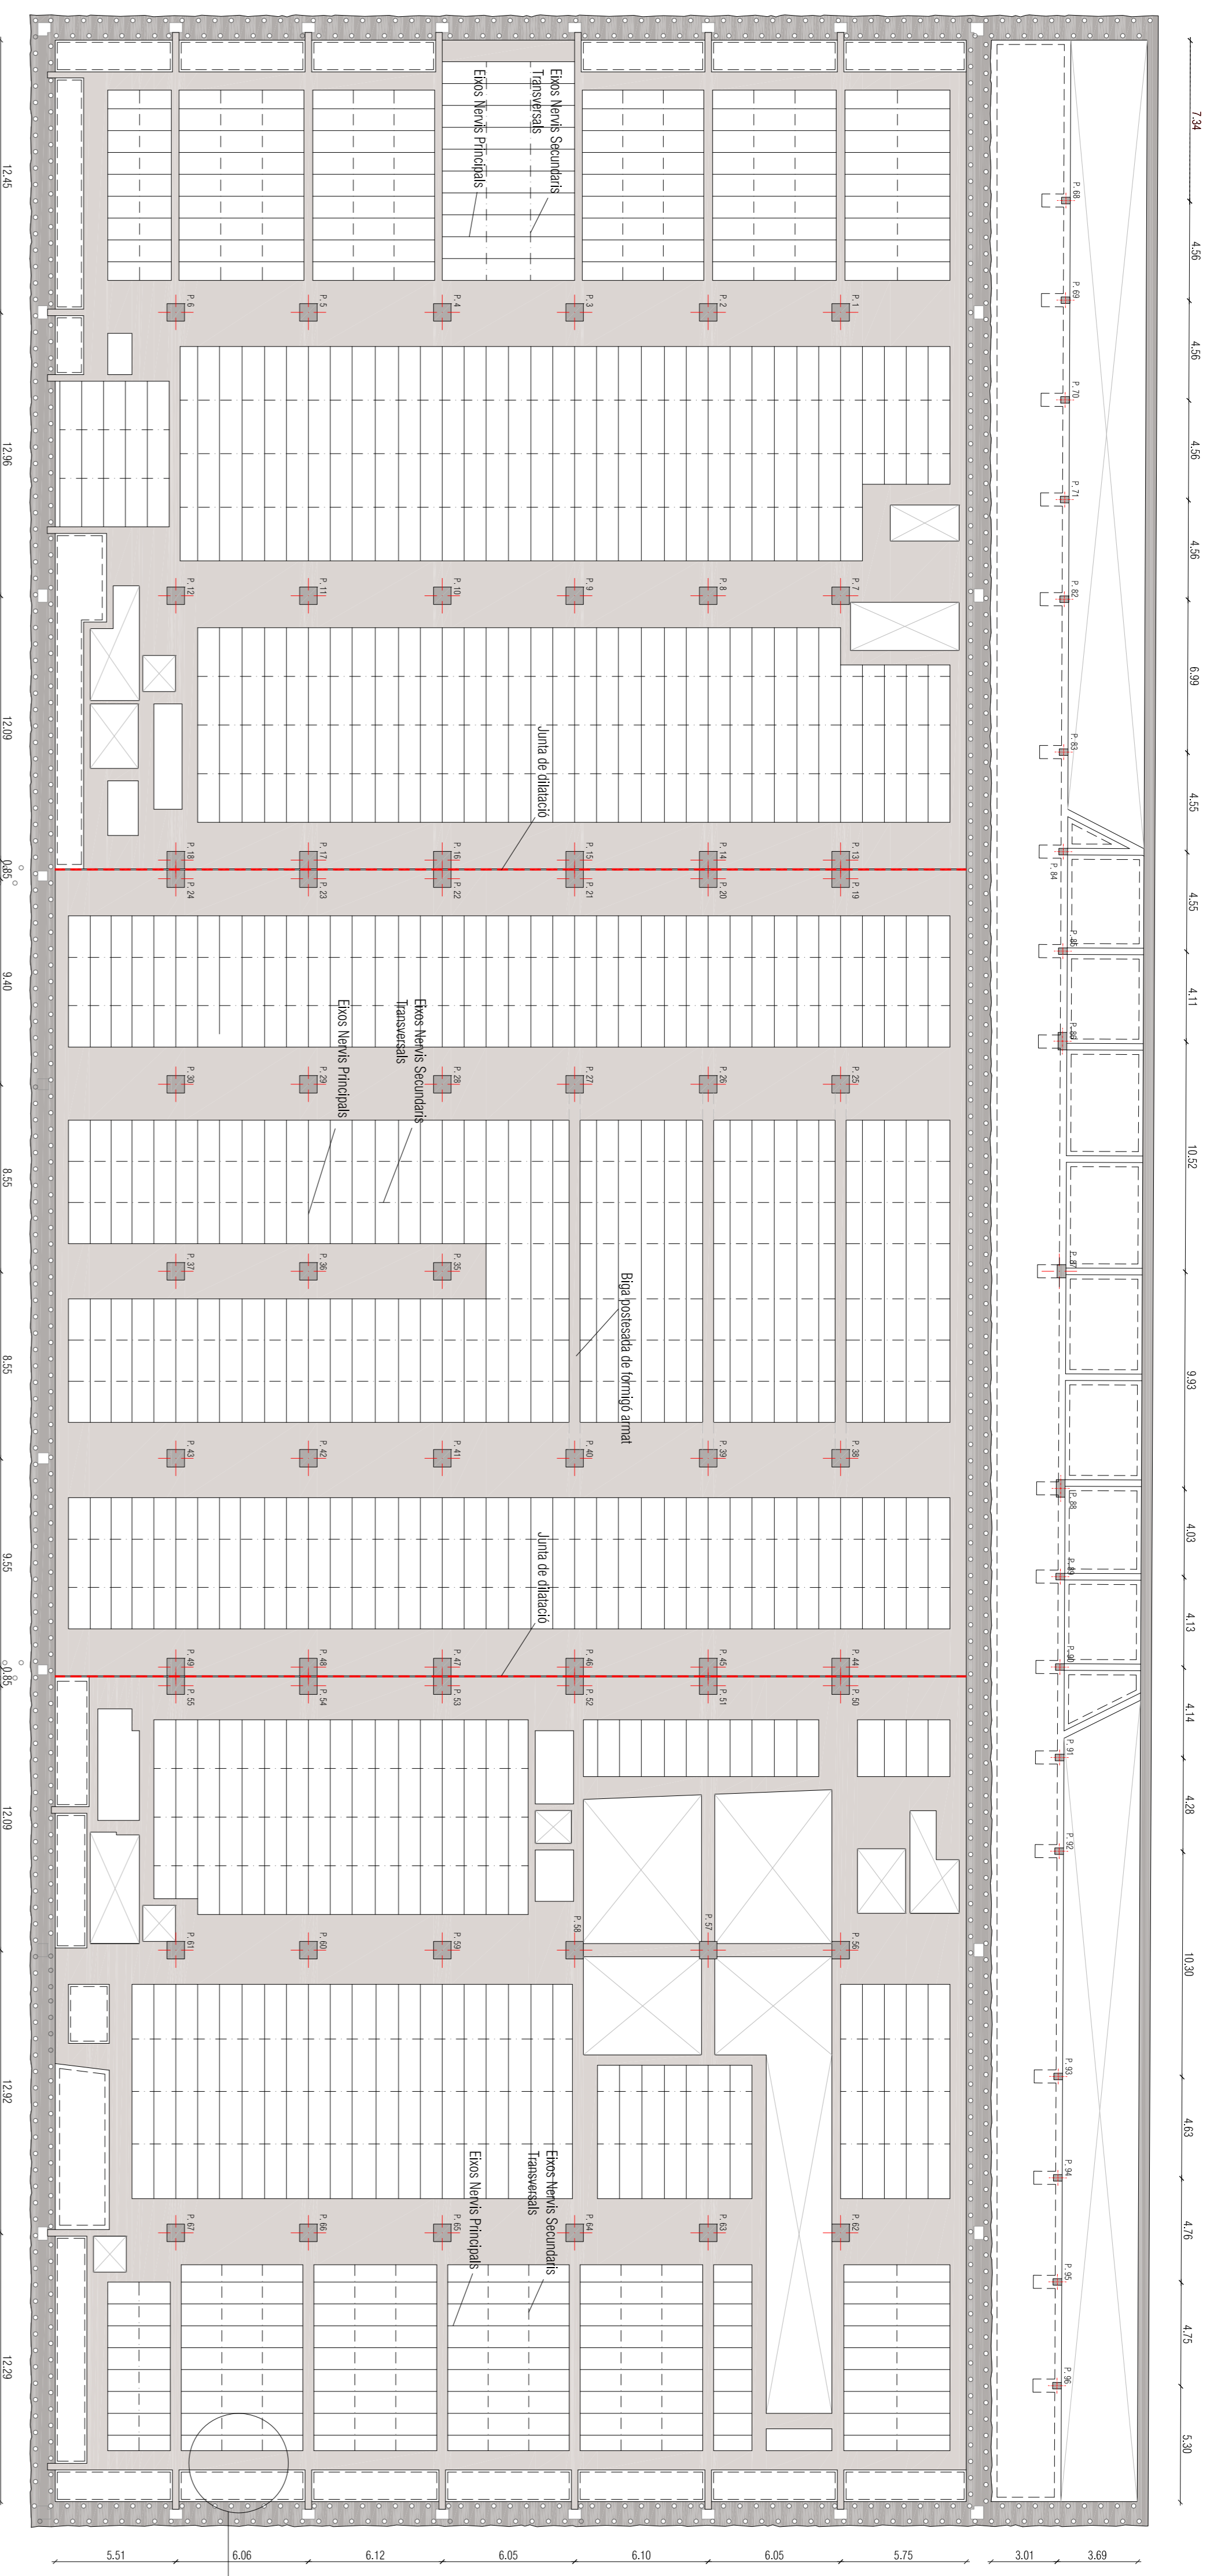 7.34
4.56
4.56
4.56
4.56
6.99
4.55
4.55
4.11
10.52
9.93
4.03
4.13
4.14
4.28
10.30
4.63
4.76
4.75
5.30
P. 68
P. 69
P. 70
P. 71
P. 82
P. 83
P. 84
P. 85
P. 86
P. 87
P. 88
P. 89
P. 90
P. 91
P. 92
P. 93
P. 94
P. 95
P. 96
Eixos Nervis Secundaris
Transversals
Eixos Nervis Principals
P. 6
P. 5
P. 4
P. 3
P. 2
P. 1
P. 12
P. 11
P. 10
P. 9
P. 8
P. 7
Junta de dilatació
P. 18
P. 17
P. 16
P. 15
P. 14
P. 13
P. 24
P. 23
P. 22
P. 21
P. 20
P. 19
Eixos Nervis Secundaris
Transversals
Eixos Nervis Principals
P. 30
P. 29
P. 28
P. 27
P. 26
P. 25
P. 37
P. 36
P. 35
Biga postesada de formigó armat
P. 43
P. 42
P. 41
P. 40
P. 39
P. 38
Junta de dilatació
P. 49
P. 48
P. 47
P. 46
P. 45
P. 44
P. 55
P. 54
P. 53
P. 52
P. 51
P. 50
P. 61
P. 60
P. 59
P. 58
P. 57
P. 56
Eixos Nervis Secundaris
Transversals
Eixos Nervis Principals
P. 67
P. 66
P. 65
P. 64
P. 63
P. 62
12.45
12.96
12.09
0.85
9.40
8.55
8.55
9.55
0.85
12.09
12.92
12.29
5.51
6.06
6.12
6.05
6.10
6.05
5.75
3.01
3.69